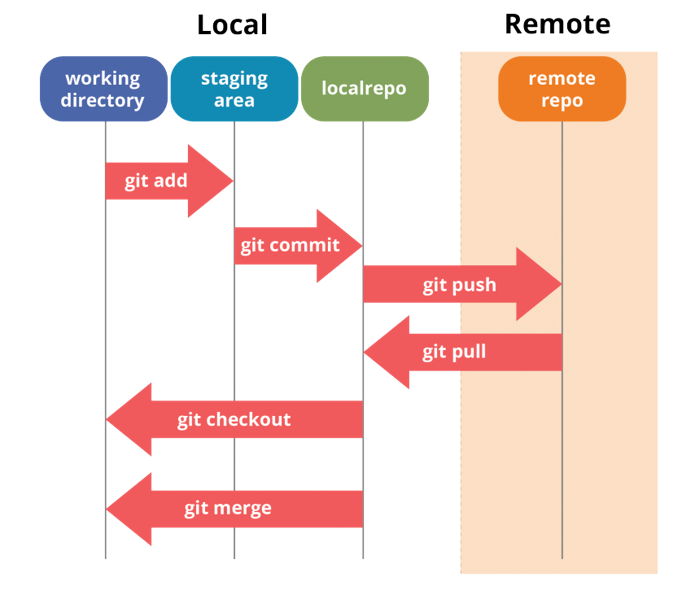 Local
Remote
working
directory
staging
area
localrepo
remote
repo
git add
git commit
git push
git pull
git checkout
git merge